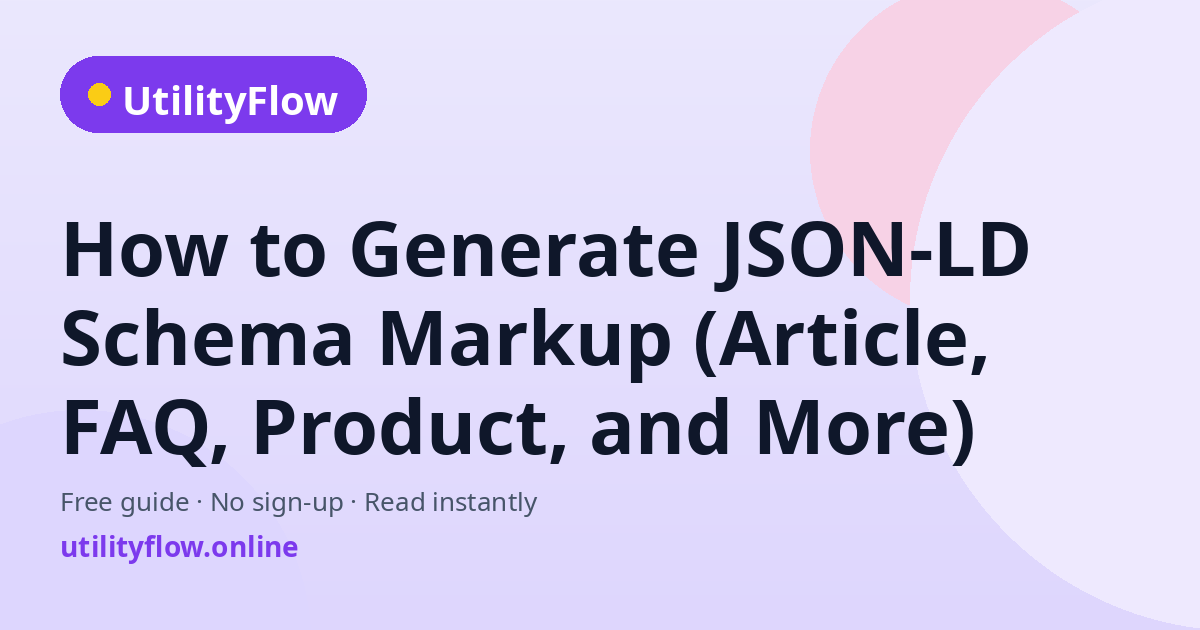 UtilityFlow
How to Generate JSON-LD
Schema Markup (Article,
FAQ, Product, and More)
Free guide · No sign-up · Read instantly
utilityflow.online